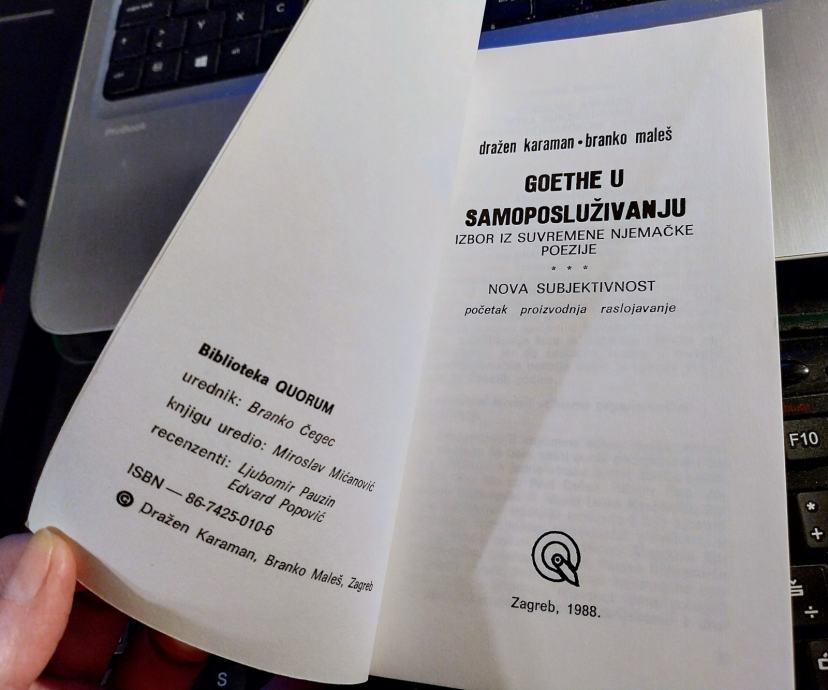 Biblioteka QUORUM
urednik: Branko Čegec
knjigu uredio: Miroslav Mićanović
recenzenti: Ljubomir Pauzin
Edvard Popović
ISBN — 86-7425-010-6
© Dražen Karaman, Branko Maleš, Zagreb
dražen karaman • branko maleš
GOETHE U
SAMOPOSLUŽIVANJU
IZBOR IZ SUVREMENE NJEMAČKE
POEZIJE
* * *
NOVA SUBJEKTIVNOST
početak proizvodnja raslojavanje
Zagreb, 1988.
ProBook
Y
X
C
F10
*
+
÷
S